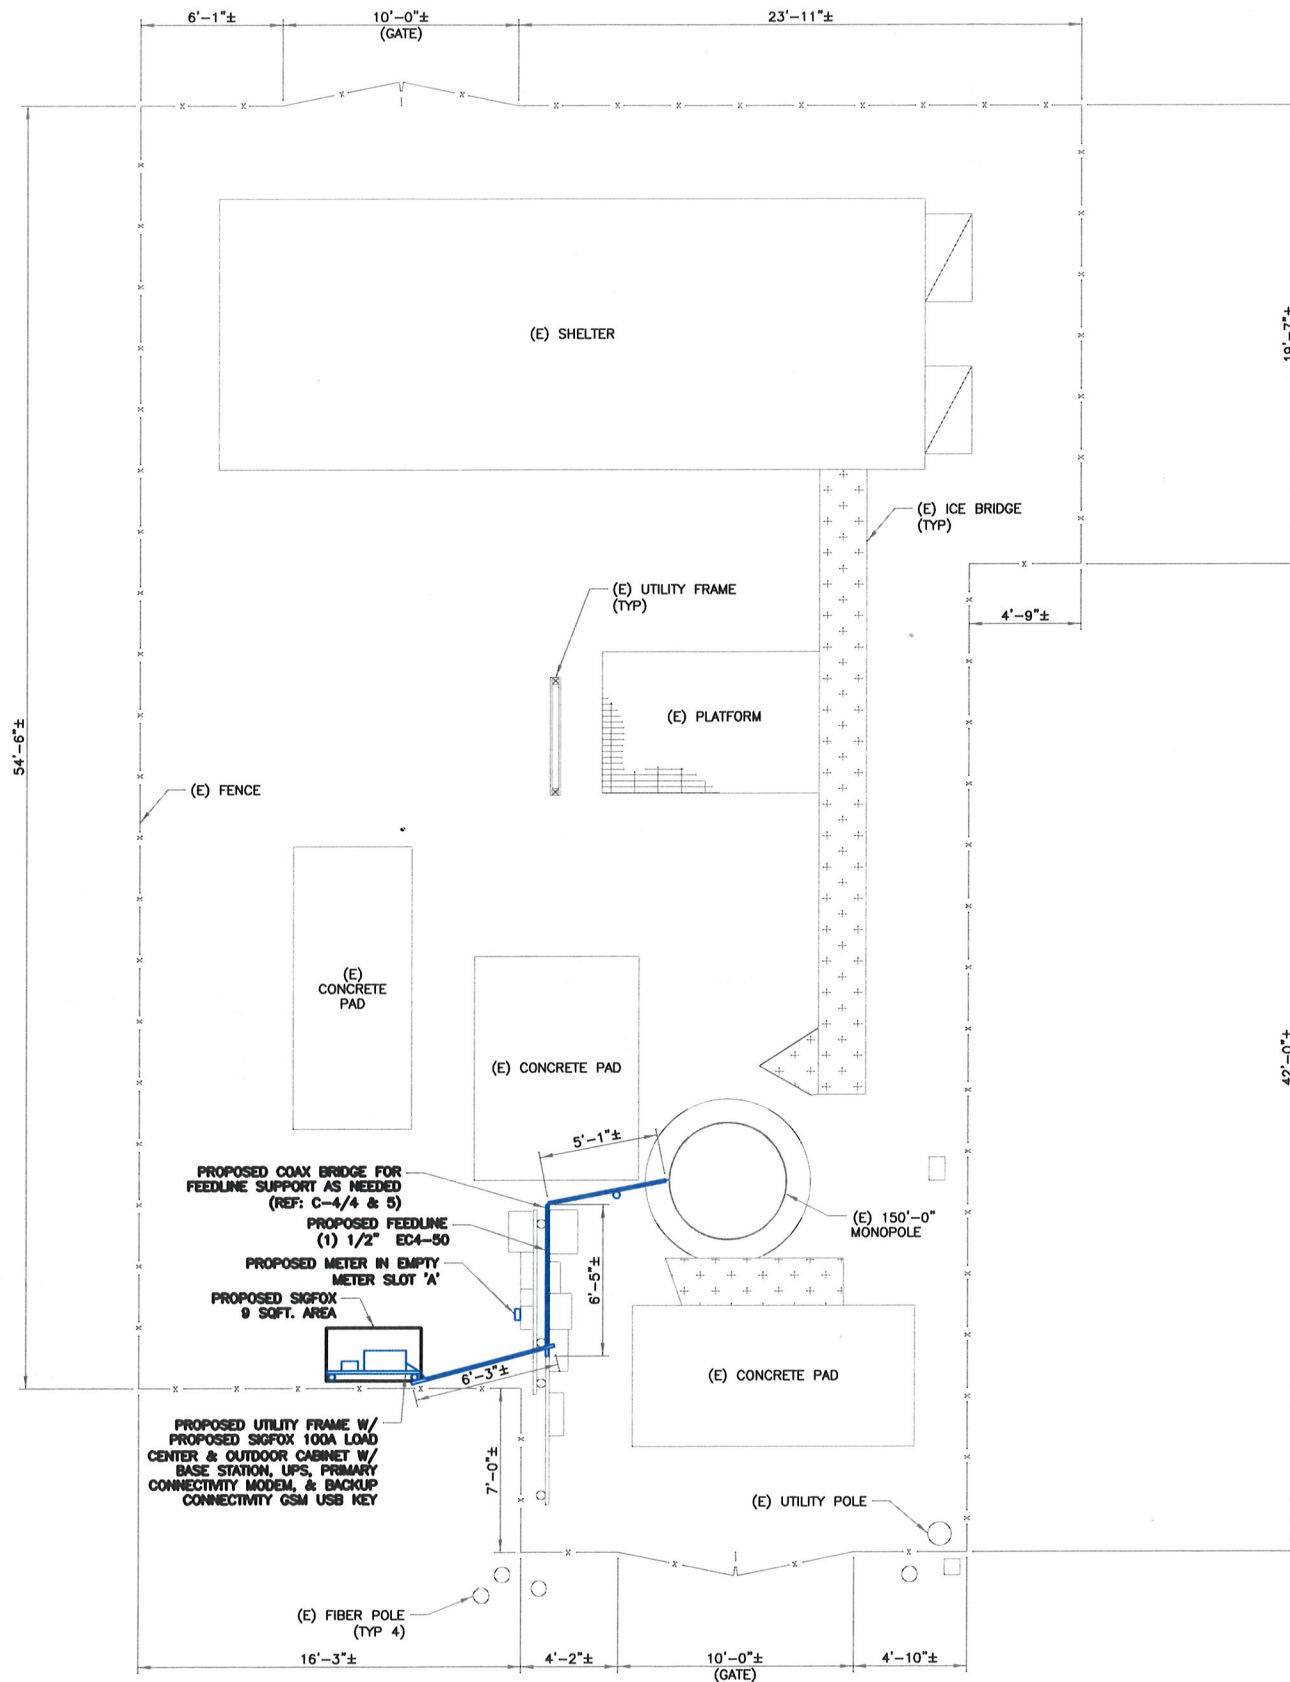 6'-1"±
10'-0"±
(GATE)
23'-11"±
(E) SHELTER
19'-7"±
(E) ICE BRIDGE
(TYP)
(E) UTILITY FRAME
(TYP)
4'-9"±
(E) PLATFORM
54'-6"±
(E) FENCE
(E)
CONCRETE
PAD
(E) CONCRETE PAD
42'-0"±
5'-1"±
PROPOSED COAX BRIDGE FOR
FEEDLINE SUPPORT AS NEEDED
(REF: C-4/4 & 5)
PROPOSED FEEDLINE
(1) 1/2" EC4-50
PROPOSED METER IN EMPTY
METER SLOT 'A'
PROPOSED SIGFOX
9 SQFT. AREA
(E) 150'-0"
MONOPOLE
6'-5"±
6'-3"±
(E) CONCRETE PAD
PROPOSED UTILITY FRAME W/
PROPOSED SIGFOX 100A LOAD
CENTER & OUTDOOR CABINET W/
BASE STATION, UPS, PRIMARY
CONNECTIVITY MODEM, & BACKUP
CONNECTIVITY GSM USB KEY
7'-0"±
(E) UTILITY POLE
(E) FIBER POLE
(TYP 4)
16'-3"±
4'-2"±
10'-0"±
(GATE)
4'-10"±